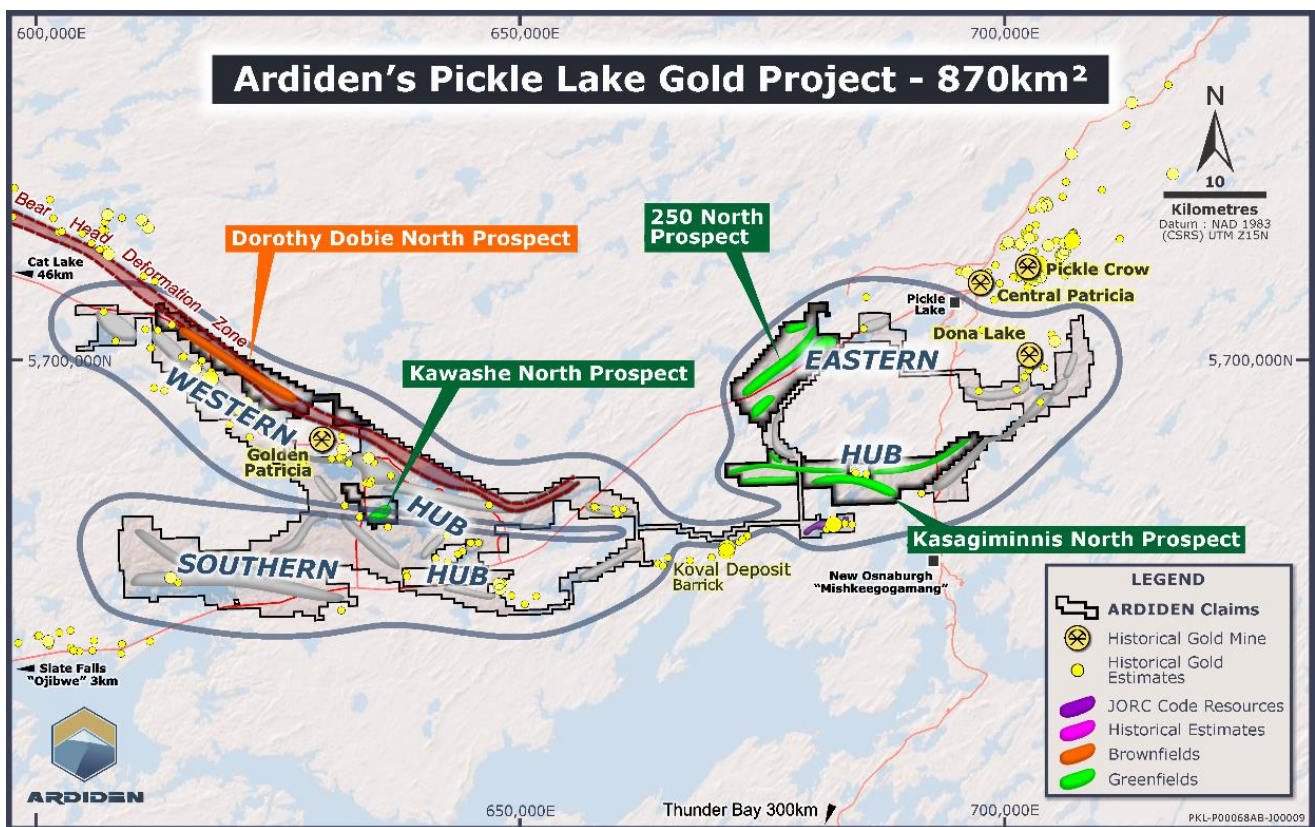 600,000E
650,000E
700,000E
Ardiden's Pickle Lake Gold Project - 870km²
N
10
Kilometres
Datum : NAD 1983
(CSRS) UTM Z15N
Bear Head Deformation Zone
Dorothy Dobie North Prospect
250 North
Prospect
Cat Lake
46km
Pickle Crow
Central Patricia
Pickle
Lake
Dona Lake
5,700,000N
5,700,000N
EASTERN
HUB
Kawashe North Prospect
WESTERN
HUB
Golden
Patricia
Kasagiminnis North Prospect
SOUTHERN
HUB
Koval Deposit
Barrick
New Osnaburgh
"Mishkeegogamang"
Slate Falls
"Ojibwe" 3km
LEGEND
ARDIDEN Claims
Historical Gold Mine
Historical Gold
Estimates
JORC Code Resources
Historical Estimates
Brownfields
Greenfields
ARDIDEN
650,000E
Thunder Bay 300km
700,000E
PKL-P00068AB-J00009